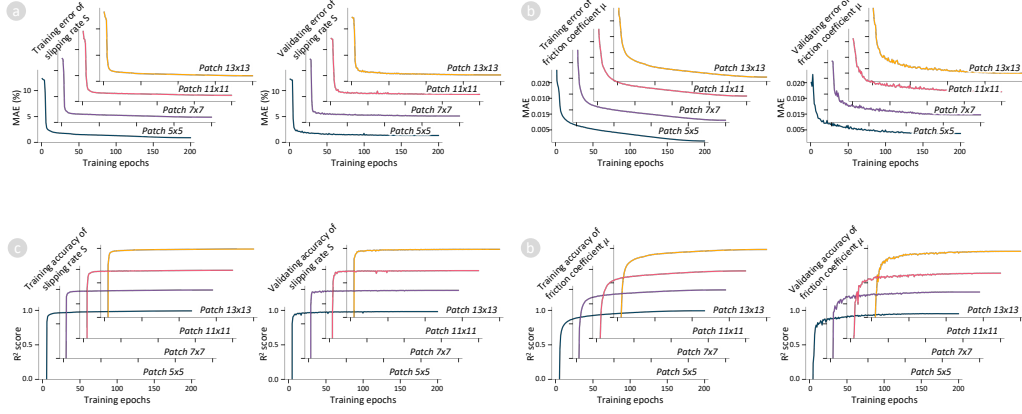 a
Training error of
slipping rate S
Patch 13x13
Patch 11x11
Patch 7x7
Patch 5x5
MAE (%)
10
5
0
0 50 100 150 200
Training epochs
Validating error of
slipping rate S
Patch 13x13
Patch 11x11
Patch 7x7
Patch 5x5
MAE (%)
10
5
0
0 50 100 150 200
Training epochs
b
Training error of
friction coefficient μ
Patch 13x13
Patch 11x11
Patch 7x7
Patch 5x5
MAE
0.020
0.010
0.019
0.005
0 50 100 150 200
Training epochs
Validating error of
friction coefficient μ
Patch 13x13
Patch 11x11
Patch 7x7
Patch 5x5
MAE
0.020
0.010
0.019
0.005
0 50 100 150 200
Training epochs
c
Training accuracy of
slipping rate S
Patch 13x13
Patch 11x11
Patch 7x7
Patch 5x5
R² score
1.0
0.5
0.0
0 50 100 150 200
Training epochs
Validating accuracy of
slipping rate S
Patch 13x13
Patch 11x11
Patch 7x7
Patch 5x5
R² score
1.0
0.5
0.0
0 50 100 150 200
Training epochs
b
Training accuracy of
friction coefficient μ
Patch 13x13
Patch 11x11
Patch 7x7
Patch 5x5
R² score
1.0
0.5
0.0
0 50 100 150 200
Training epochs
Validating accuracy of
friction coefficient μ
Patch 13x13
Patch 11x11
Patch 7x7
Patch 5x5
R² score
1.0
0.5
0.0
0 50 100 150 200
Training epochs